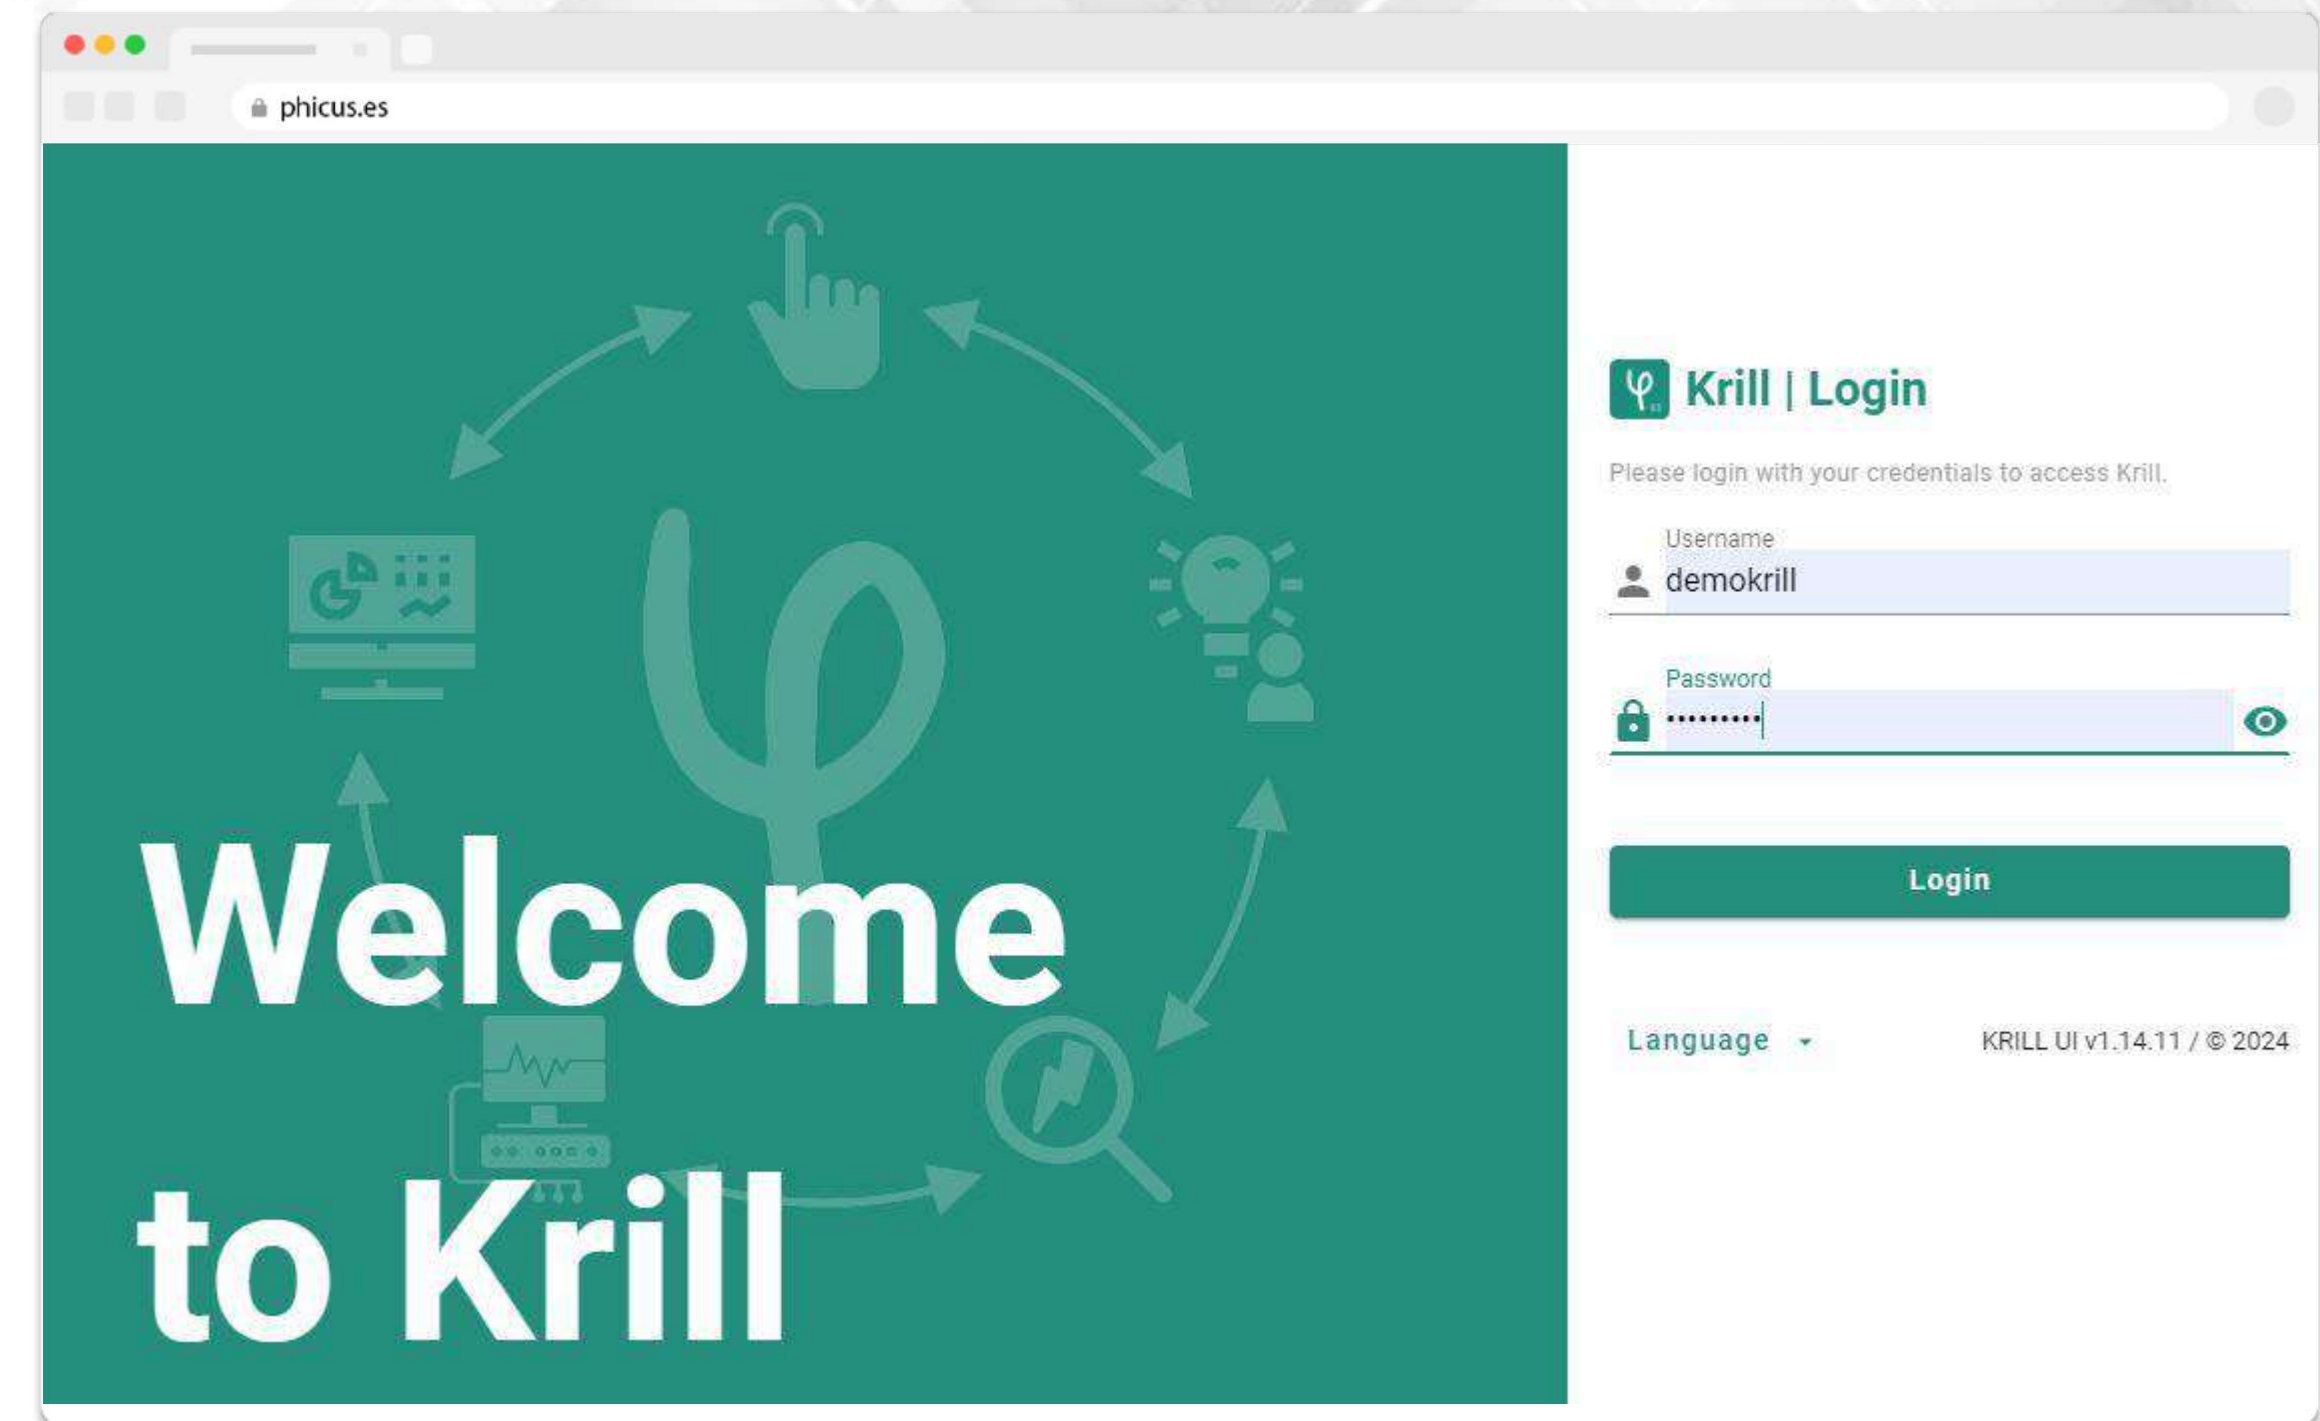 phicus.es
Welcome
to Krill
Krill | Login
Please login with your credentials to access Krill.
Username
demokrill
Password
•••••••••
Login
Language
KRILL UI v1.14.11 / © 2024